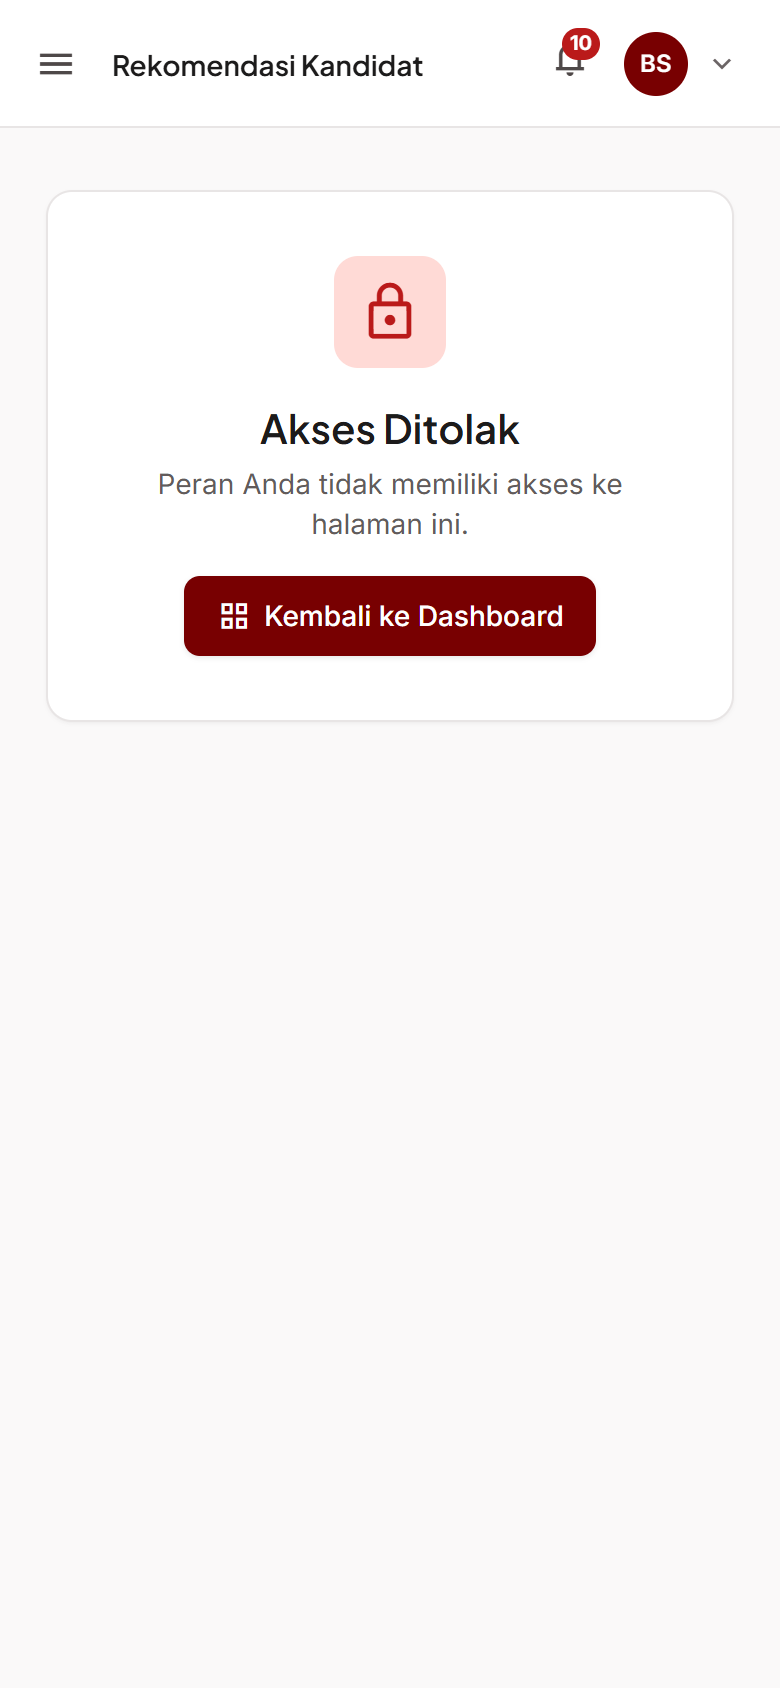 Rekomendasi Kandidat
10
BS
Akses Ditolak
Peran Anda tidak memiliki akses ke
halaman ini.
Kembali ke Dashboard